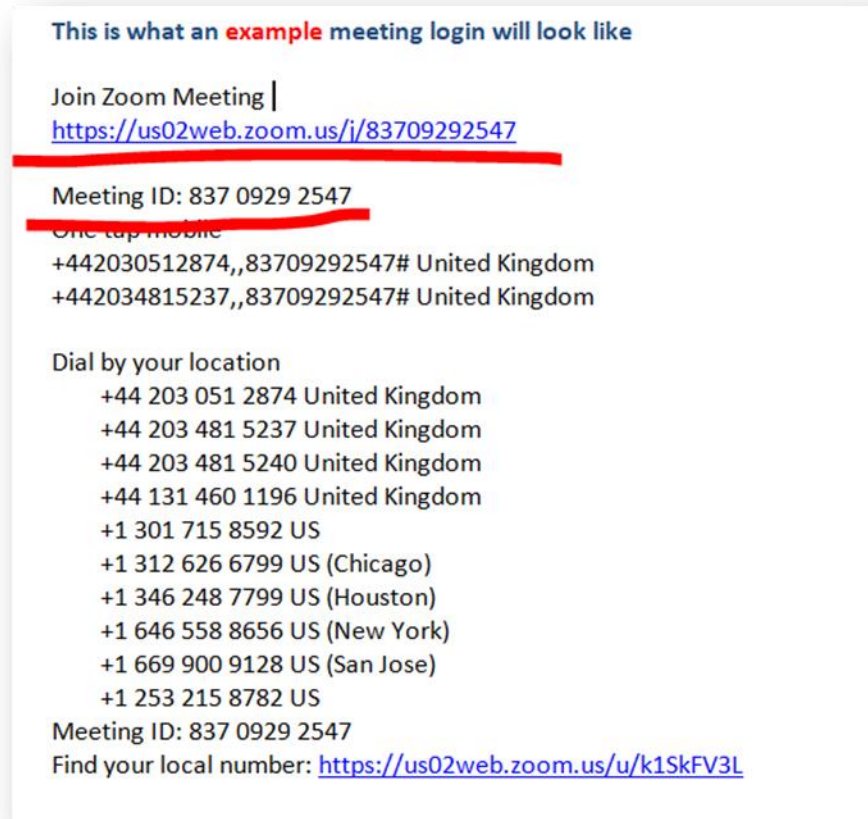 This is what an example meeting login will look like
Join Zoom Meeting
https://us02web.zoom.us/j/83709292547
Meeting ID: 837 0929 2547
One tap mobile
+442030512874,,83709292547# United Kingdom
+442034815237,,83709292547# United Kingdom
Dial by your location
+44 203 051 2874 United Kingdom
+44 203 481 5237 United Kingdom
+44 203 481 5240 United Kingdom
+44 131 460 1196 United Kingdom
+1 301 715 8592 US
+1 312 626 6799 US (Chicago)
+1 346 248 7799 US (Houston)
+1 646 558 8656 US (New York)
+1 669 900 9128 US (San Jose)
+1 253 215 8782 US
Meeting ID: 837 0929 2547
Find your local number: https://us02web.zoom.us/u/k1SkFV3L